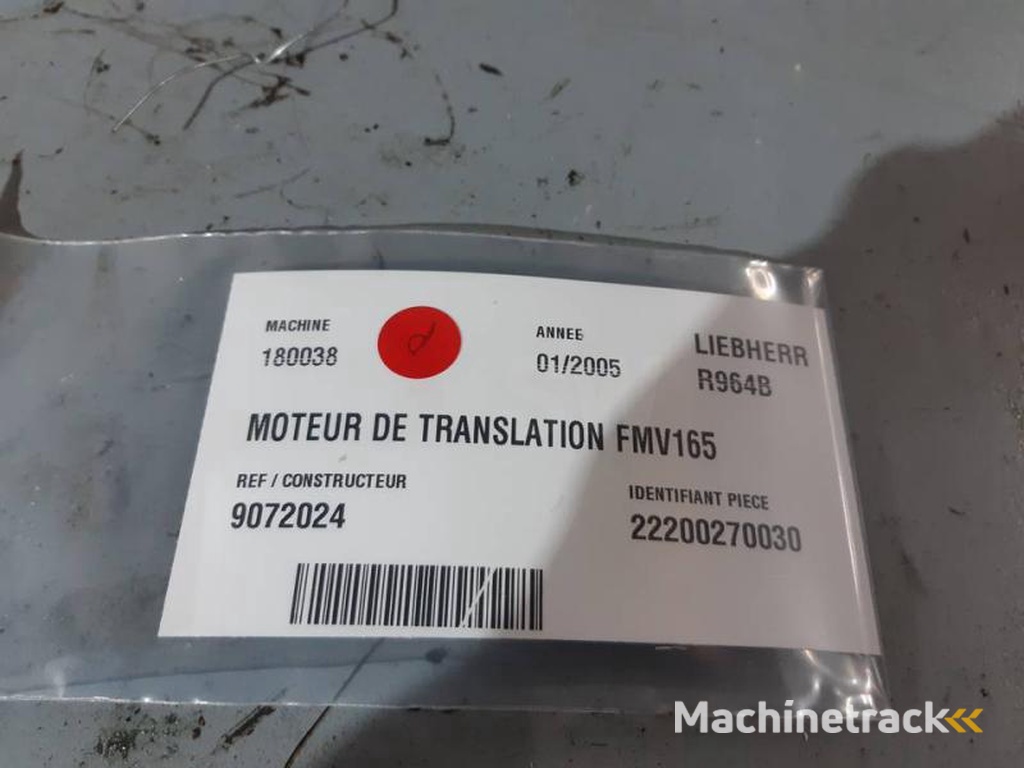 MACHINE
180038
ANNEE
01/2005
LIEBHERR
R964B
MOTEUR DE TRANSLATION FMV165
REF / CONSTRUCTEUR
9072024
IDENTIFIANT PIECE
22200270030
Machinetrack